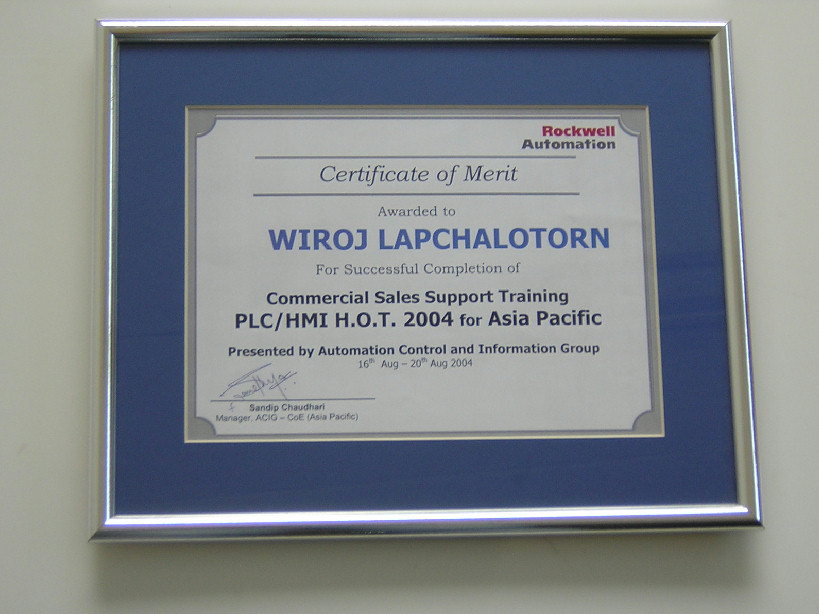 Rockwell
Automation
Certificate of Merit
Awarded to
WIROJ LAPCHALOTORN
For Successful Completion of
Commercial Sales Support Training
PLC/HMI H.O.T. 2004 for Asia Pacific
Presented by Automation Control and Information Group
16th Aug – 20th Aug 2004
Sandip Chaudhari
Manager, ACIG – CoE (Asia Pacific)